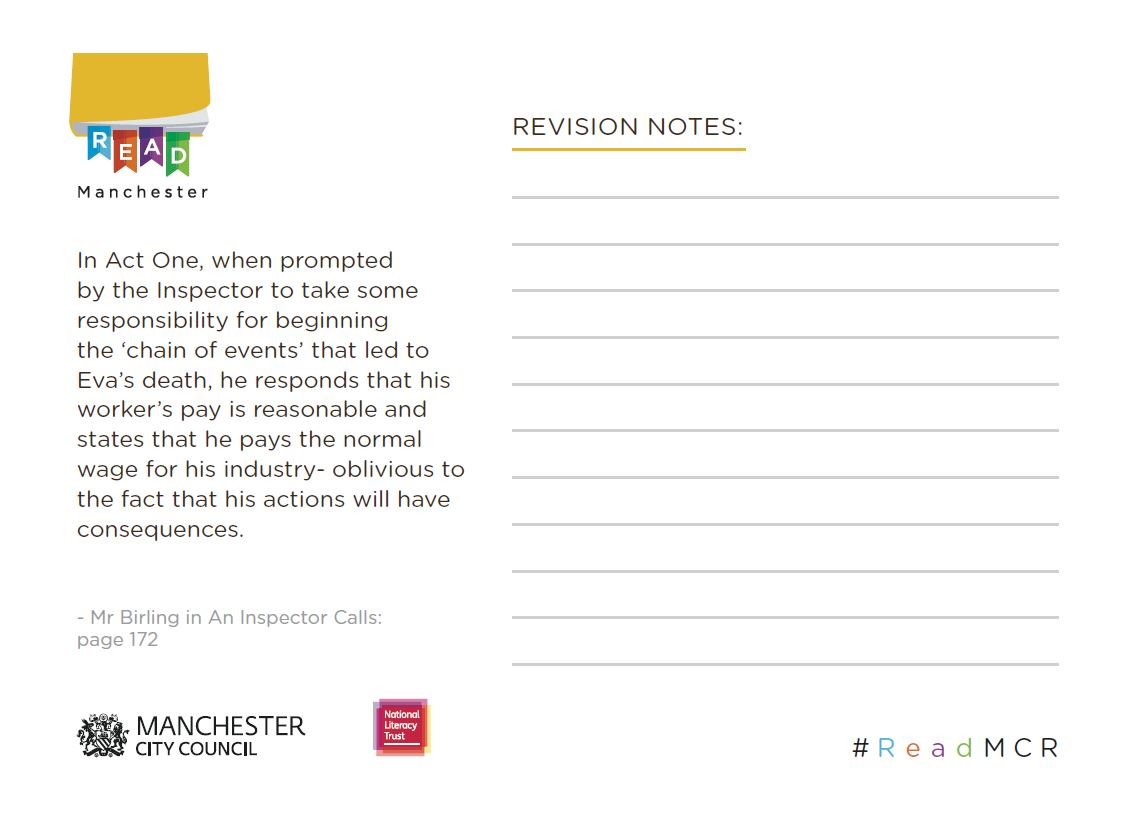 READ
Manchester
In Act One, when prompted
by the Inspector to take some
responsibility for beginning
the ‘chain of events’ that led to
Eva’s death, he responds that his
worker’s pay is reasonable and
states that he pays the normal
wage for his industry- oblivious to
the fact that his actions will have
consequences.
- Mr Birling in An Inspector Calls:
page 172
MANCHESTER
CITY COUNCIL
National
Literacy
Trust
REVISION NOTES:
#ReadMCR